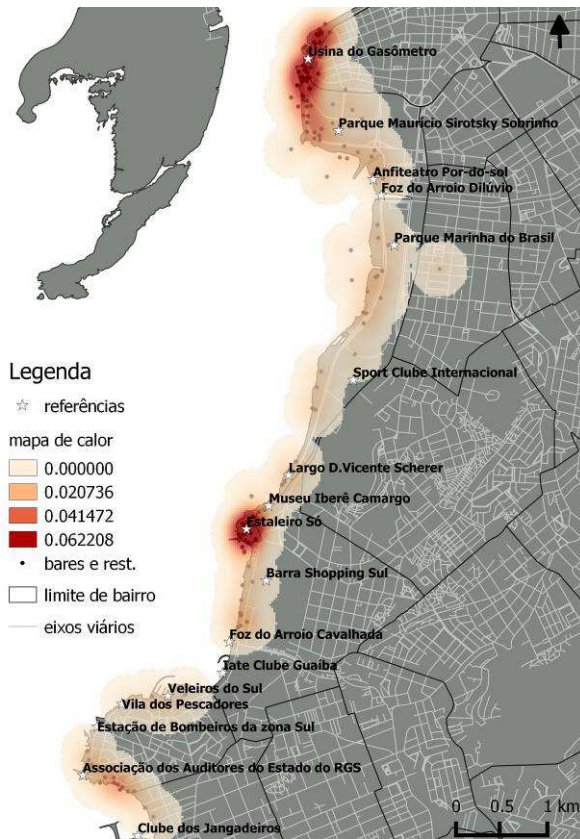 Usina do Gasômetro
Parque Maurício Sirotsky Sobrinho
Anfiteatro Por-do-sol
Foz do Arroio Dilúvio
Parque Marinha do Brasil
Legenda
referências
mapa de calor
0.000000
0.020736
0.041472
0.062208
bares e rest.
limite de bairro
eixos viários
Sport Clube Internacional
Largo D.Vicente Scherer
Museu Iberê Camargo
Estaleiro Só
Barra Shopping Sul
Foz do Arroio Cavalhada
Iate Clube Guaíba
Veleiros do Sul
Vila dos Pescadores
Estação de Bombeiros da zona Sul
Associação dos Auditores do Estado do RGS
Clube dos Jangadeiros
0 0.5 1 km